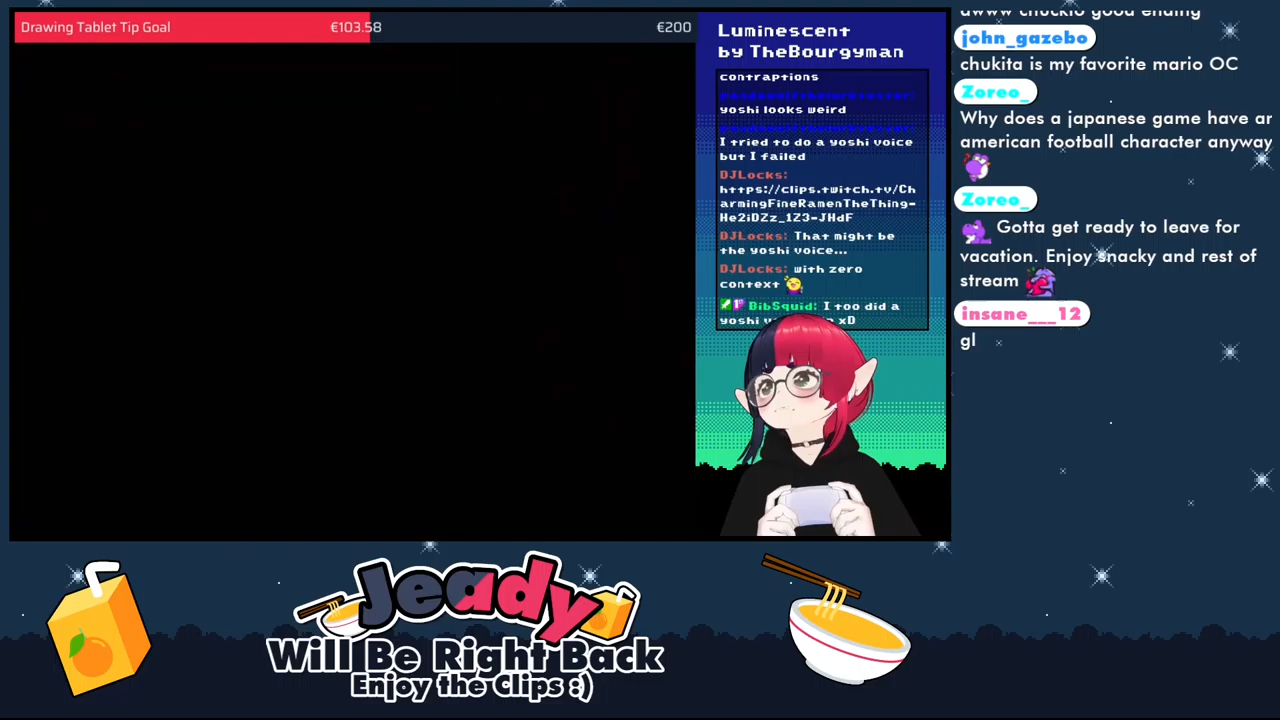 Drawing Tablet Tip Goal
€103.58
€200
Luminescent
by TheBourgyman
contraptions
yoshi looks weird
I tried to do a yoshi voice
but I failed
DJLocks:
https://clips.twitch.tv/Ch
armingFineRamenTheThing-
He2iDZz_1Z3-JHdF
DJLocks: That might be
the yoshi voice...
DJLocks: with zero
context
BibSquid: I too did a
yoshi xD
awww chuckio good ending
john_gazebo
chukita is my favorite mario OC
Zoreo_
Why does a japanese game have an
american football character anyway
Zoreo_
Gotta get ready to leave for
vacation. Enjoy snacky and rest of
stream
insane___12
gl
Jeady
Will Be Right Back
Enjoy the Clips :)